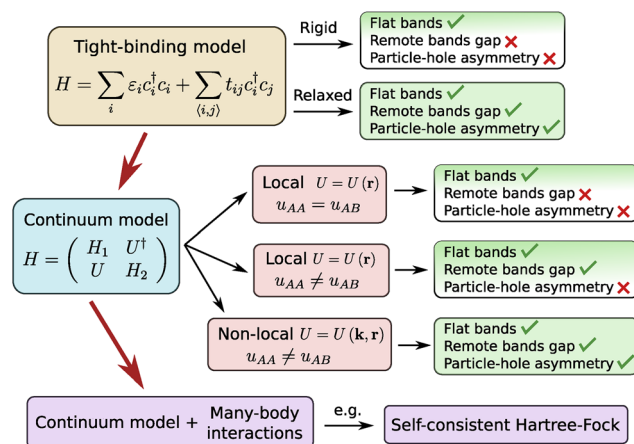 Tight-binding model
H = ∑_i ε_i c_i† c_i + ∑_⟨i,j⟩ t_ij c_i† c_j
Rigid
Flat bands ✓
Remote bands gap ✗
Particle-hole asymmetry ✗
Relaxed
Flat bands ✓
Remote bands gap ✓
Particle-hole asymmetry ✓
Continuum model
H = ( H_1 U†
U H_2 )
Local U = U(r)
u_AA = u_AB
Flat bands ✓
Remote bands gap ✗
Particle-hole asymmetry ✗
Local U = U(r)
u_AA ≠ u_AB
Flat bands ✓
Remote bands gap ✓
Particle-hole asymmetry ✗
Non-local U = U(k, r)
u_AA ≠ u_AB
Flat bands ✓
Remote bands gap ✓
Particle-hole asymmetry ✓
Continuum model + Many-body
interactions
e.g.
Self-consistent Hartree-Fock